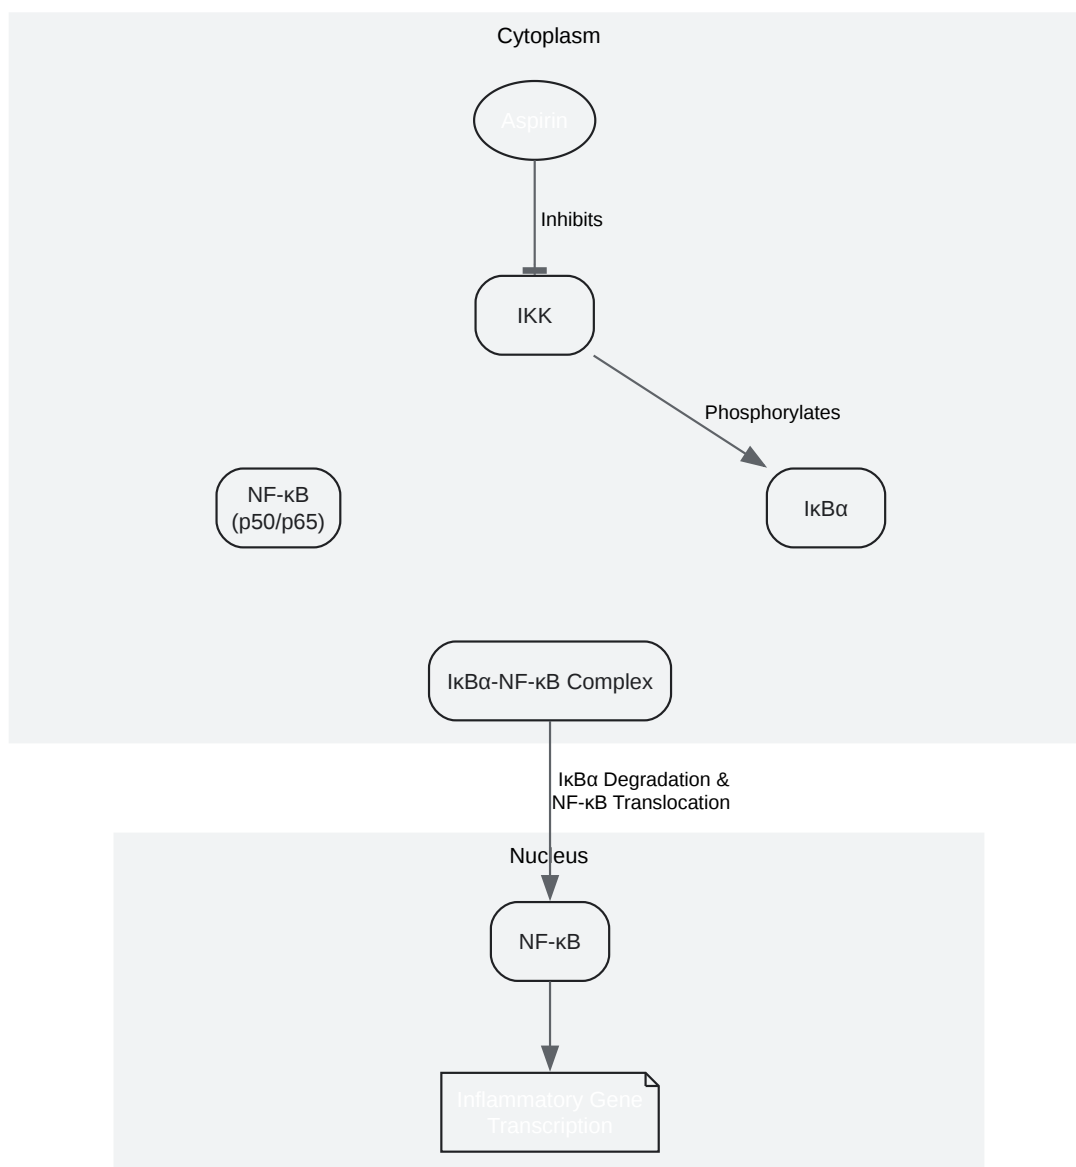 Cytoplasm
Aspirin
Inhibits
IKK
Phosphorylates
NF-κB
(p50/p65)
IκBα
IκBα-NF-κB Complex
IκBα Degradation &
NF-κB Translocation
Nucleus
NF-κB
Inflammatory Gene
Transcription